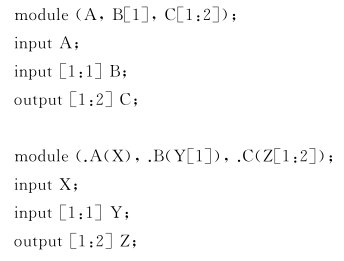 module (A, B[1], C[1:2]);
input A;
input [1:1] B;
output [1:2] C;
module (.A(X), .B(Y[1]), .C(Z[1:2]);
input X;
input [1:1] Y;
output [1:2] Z;